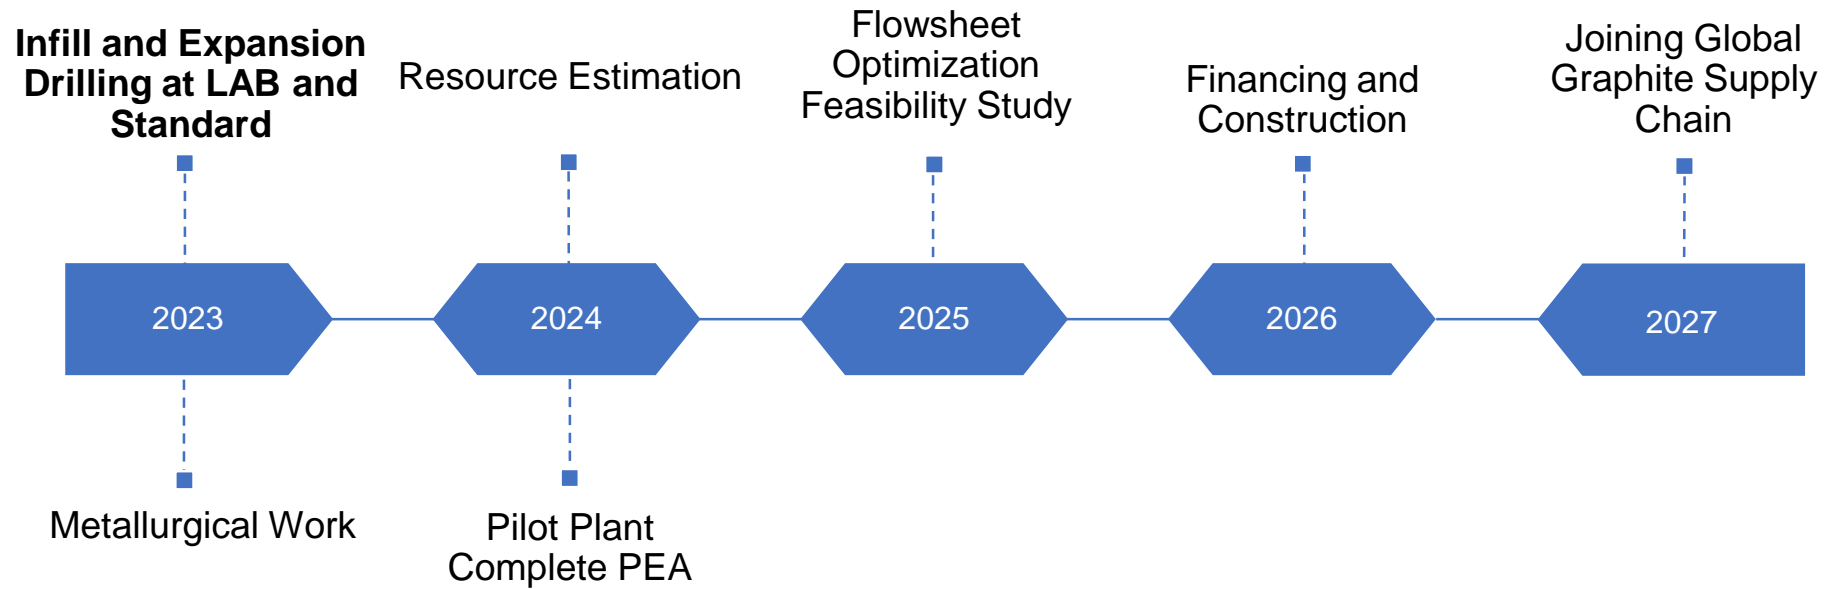 Infill and Expansion
Drilling at LAB and
Standard
Resource Estimation
Flowsheet
Optimization
Feasibility Study
Financing and
Construction
Joining Global
Graphite Supply
Chain
2023
2024
2025
2026
2027
Metallurgical Work
Pilot Plant
Complete PEA